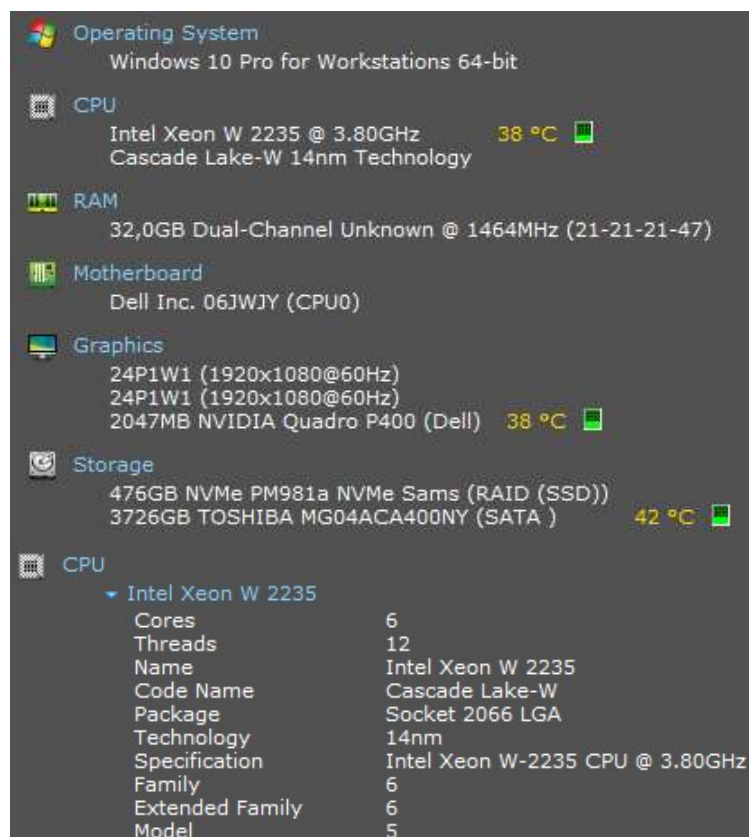 Operating System
Windows 10 Pro for Workstations 64-bit
CPU
Intel Xeon W 2235 @ 3.80GHz 38 °C
Cascade Lake-W 14nm Technology
RAM
32,0GB Dual-Channel Unknown @ 1464MHz (21-21-21-47)
Motherboard
Dell Inc. 06JWJY (CPU0)
Graphics
24P1W1 (1920x1080@60Hz)
24P1W1 (1920x1080@60Hz)
2047MB NVIDIA Quadro P400 (Dell) 38 °C
Storage
476GB NVMe PM981a NVMe Sams (RAID (SSD))
3726GB TOSHIBA MG04ACA400NY (SATA ) 42 °C
CPU
Intel Xeon W 2235
Cores 6
Threads 12
Name Intel Xeon W 2235
Code Name Cascade Lake-W
Package Socket 2066 LGA
Technology 14nm
Specification Intel Xeon W-2235 CPU @ 3.80GHz
Family 6
Extended Family 6
Model 5